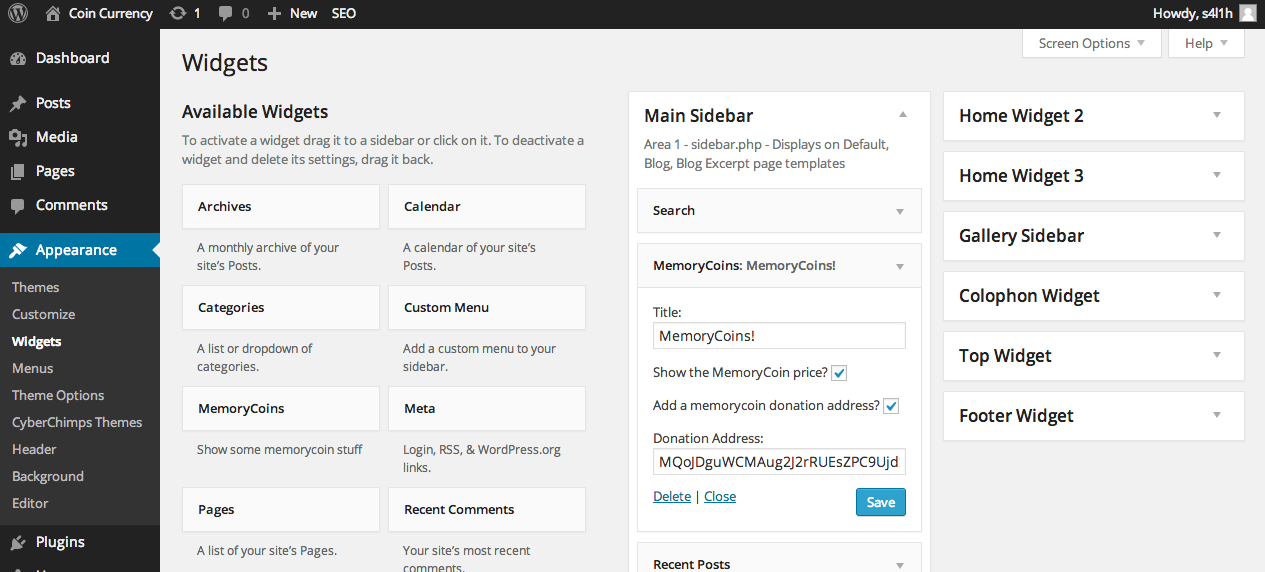 Coin Currency 1 0 New SEO Howdy, s4l1h
Dashboard
Posts
Media
Pages
Comments
Appearance
Themes
Customize
Widgets
Menus
Theme Options
CyberChimps Themes
Header
Background
Editor
Plugins
Screen Options Help
Widgets
Available Widgets
To activate a widget drag it to a sidebar or click on it. To deactivate a
widget and delete its settings, drag it back.
Archives
A monthly archive of your
site's Posts.
Calendar
A calendar of your site's
Posts.
Categories
A list or dropdown of
categories.
Custom Menu
Add a custom menu to your
sidebar.
MemoryCoins
Show some memorycoin stuff
Meta
Login, RSS, & WordPress.org
links.
Pages
A list of your site's Pages.
Recent Comments
Your site's most recent
comments.
Main Sidebar
Area 1 - sidebar.php - Displays on Default,
Blog, Blog Excerpt page templates
Search
MemoryCoins: MemoryCoins!
Title:
MemoryCoins!
Show the MemoryCoin price?
Add a memorycoin donation address?
Donation Address:
MQoJDguWCMAug2J2rRUEsZPC9Ujd
Delete | Close Save
Recent Posts
Home Widget 2
Home Widget 3
Gallery Sidebar
Colophon Widget
Top Widget
Footer Widget